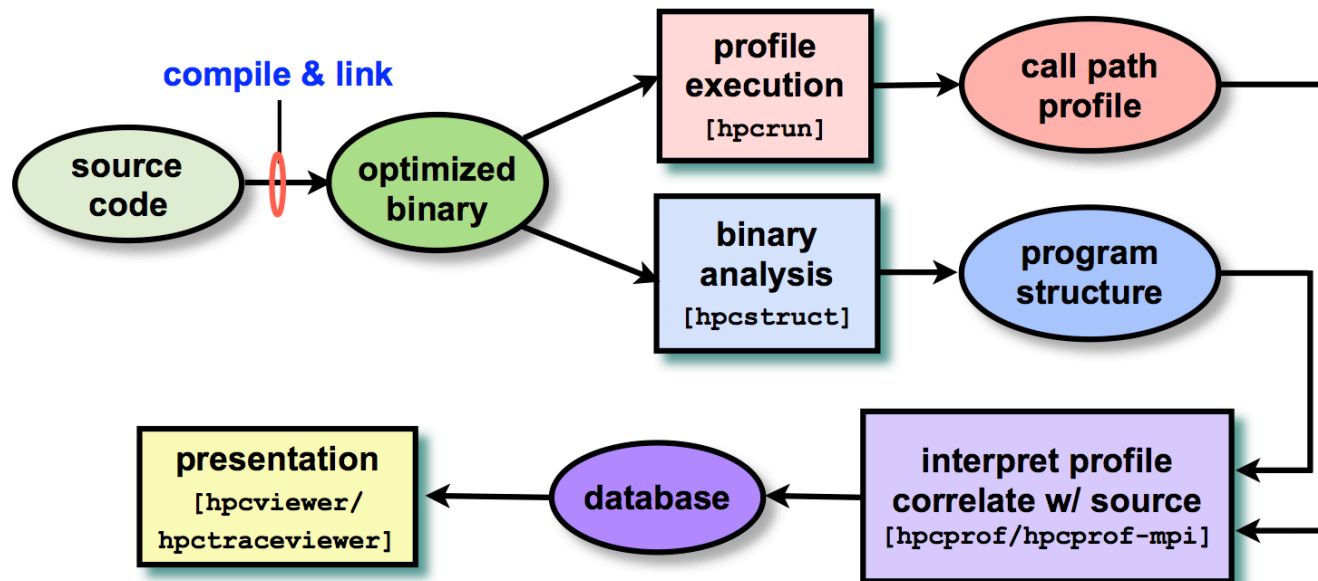 compile & link
source
code
optimized
binary
profile
execution
[hpcrun]
call path
profile
binary
analysis
[hpcstruct]
program
structure
interpret profile
correlate w/ source
[hpcprof/hpcprof-mpi]
database
presentation
[hpcviewer/
hpctraceviewer]